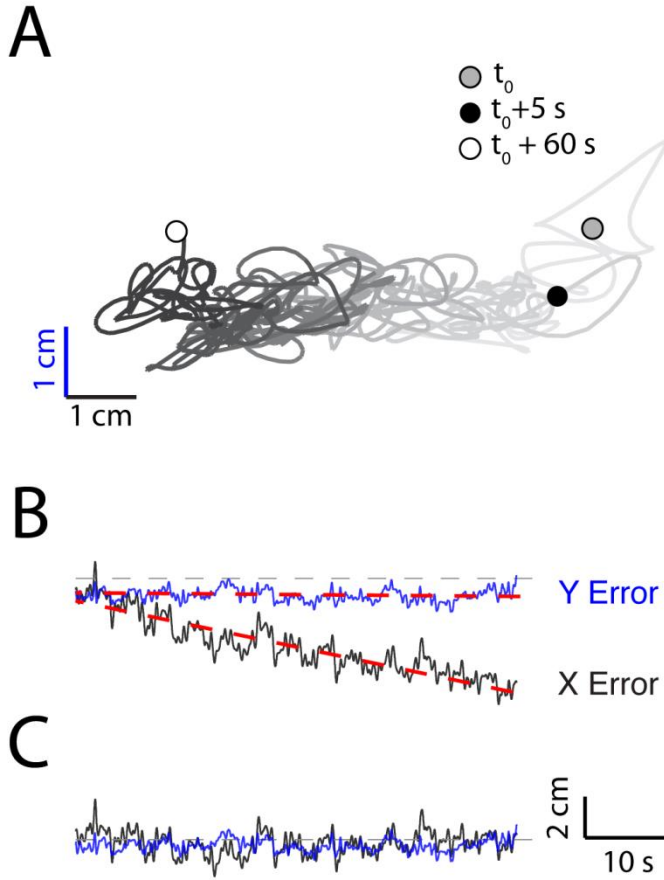 A
t0
t0+5 s
t0 + 60 s
1 cm
1 cm
B
Y Error
X Error
C
2 cm
10 s